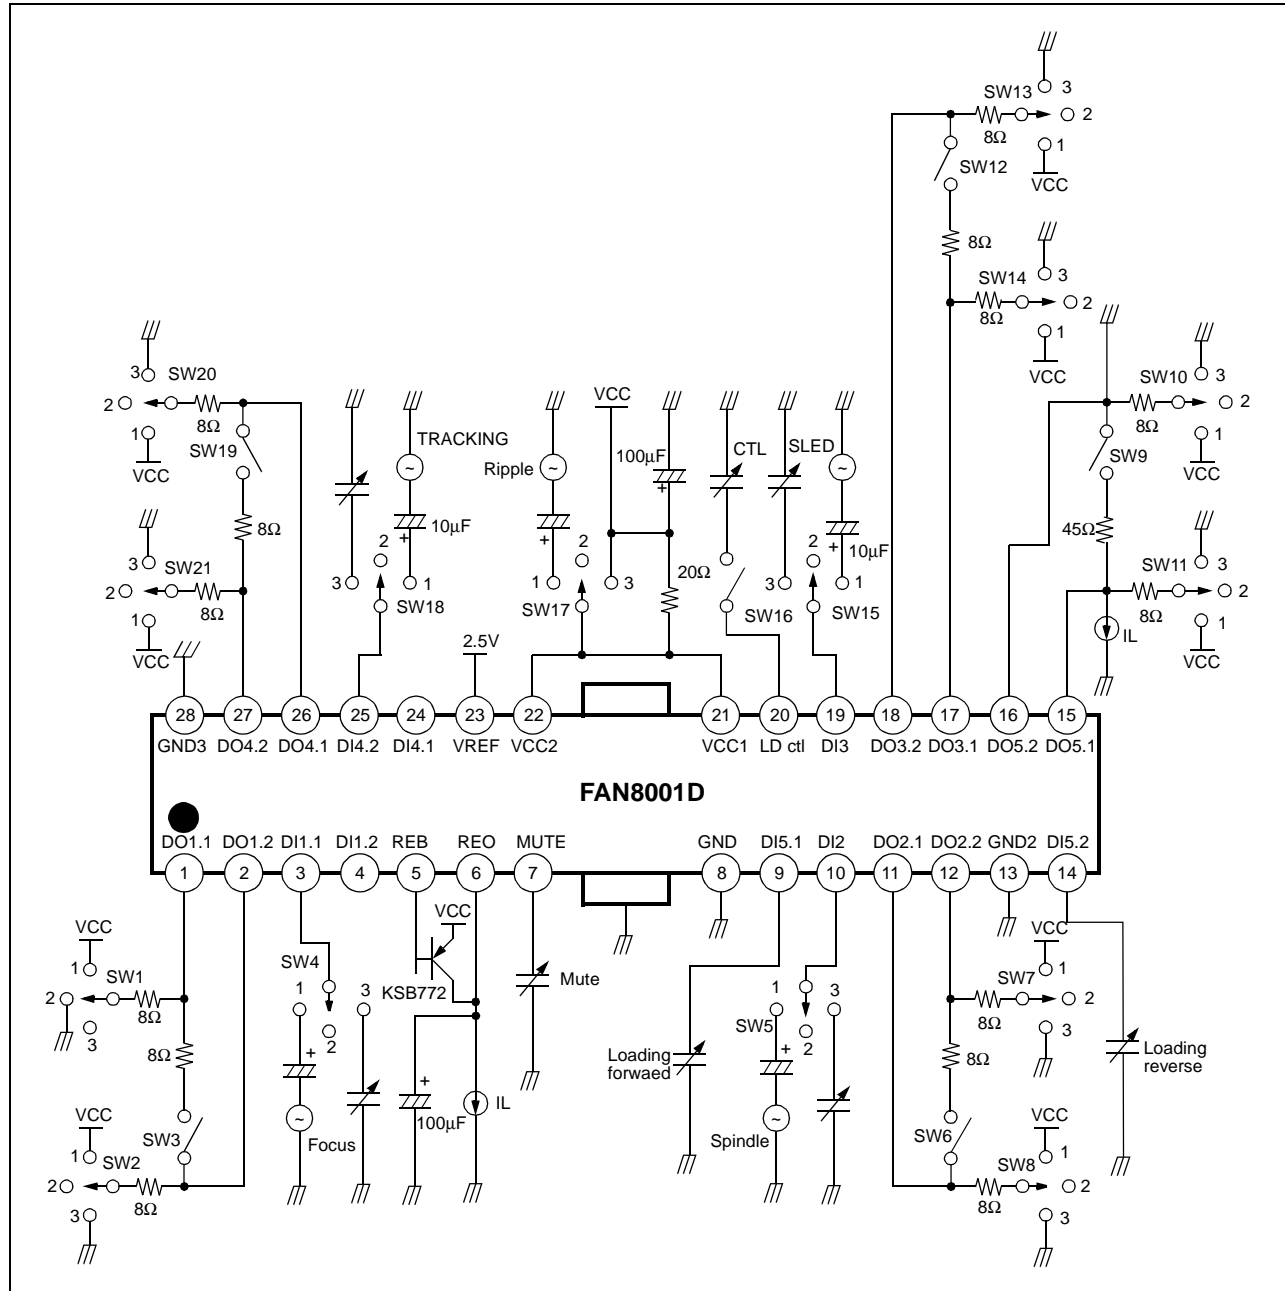 3
SW13
2
8Ω
1
SW12
VCC
8Ω
3
SW14
2
8Ω
1
VCC
3
SW20
2
8Ω
1
VCC
SW19
8Ω
3
SW21
2
8Ω
1
VCC
TRACKING
10μF
3
2
1
SW18
Ripple
VCC
100μF
1
2
3
SW17
20Ω
2.5V
CTL
SW16
SLED
10μF
3
2
1
SW15
3
SW10
2
8Ω
1
VCC
SW9
45Ω
3
SW11
2
8Ω
1
VCC
IL
28 27 26 25 24 23 22 21 20 19 18 17 16 15
GND3 DO4.2 DO4.1 DI4.2 DI4.1 VREF VCC2 VCC1 LD ctl DI3 DO3.2 DO3.1 DO5.2 DO5.1
FAN8001D
DO1.1 DO1.2 DI1.1 DI1.2 REB REO MUTE GND DI5.1 DI2 DO2.1 DO2.2 GND2 DI5.2
1 2 3 4 5 6 7 8 9 10 11 12 13 14
VCC
1
SW1
2
8Ω
3
8Ω
SW3
VCC
1
SW2
2
8Ω
3
SW4
1
3
2
+
Focus
VCC
KSB772
+
100μF
IL
Mute
Loading
forwaed
1
3
SW5
2
+
Spindle
VCC
1
SW7
2
8Ω
3
8Ω
SW6
VCC
1
SW8
2
8Ω
3
Loading
reverse